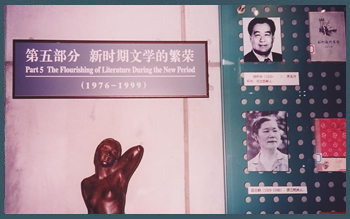 第五部分 新时期文学的繁荣
Part 5 The Flourishing of Literature During the New Period
(1976-1999)